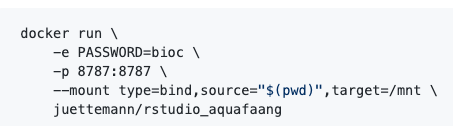 docker run \
    -e PASSWORD=bioc \
    -p 8787:8787 \
    --mount type=bind,source="$(pwd)",target=/mnt \
    juettemann/rstudio_aquafaang